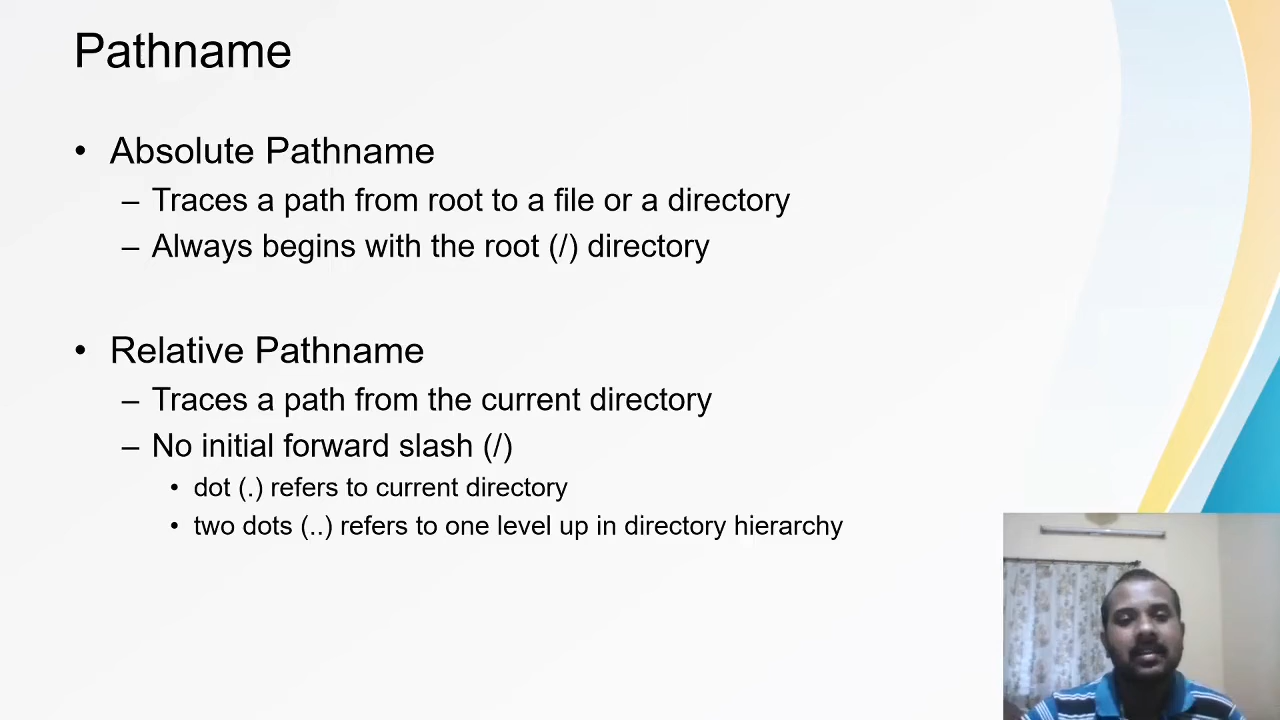 Pathname
• Absolute Pathname
– Traces a path from root to a file or a directory
– Always begins with the root (/) directory
• Relative Pathname
– Traces a path from the current directory
– No initial forward slash (/)
• dot (.) refers to current directory
• two dots (..) refers to one level up in directory hierarchy